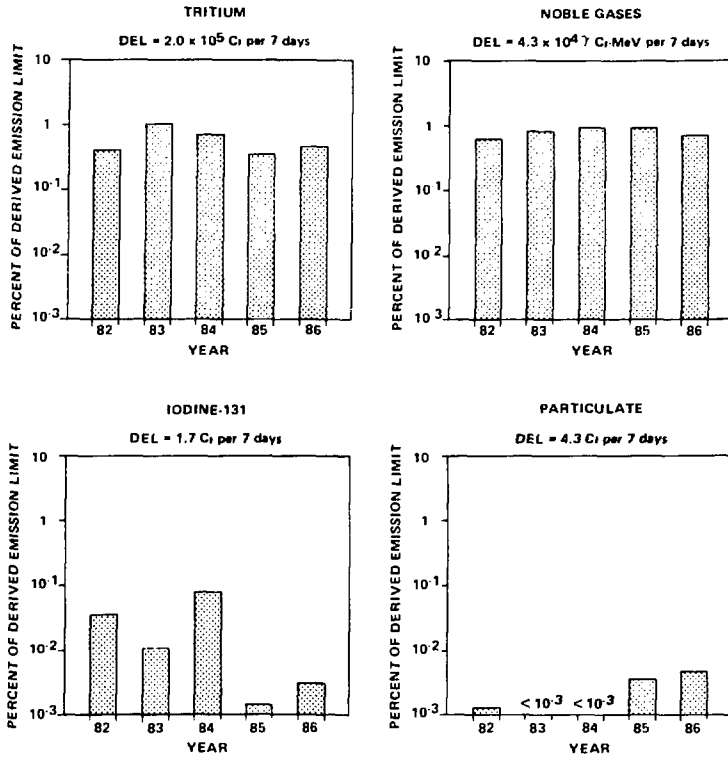 TRITIUM
DEL = 2.0 x 10⁵ Ci per 7 days
PERCENT OF DERIVED EMISSION LIMIT
10
1
10⁻¹
10⁻²
10⁻³
82 83 84 85 86
YEAR
NOBLE GASES
DEL = 4.3 x 10⁴ γ Ci·MeV per 7 days
PERCENT OF DERIVED EMISSION LIMIT
10
1
10⁻¹
10⁻²
10⁻³
82 83 84 85 86
YEAR
IODINE-131
DEL = 1.7 Ci per 7 days
PERCENT OF DERIVED EMISSION LIMIT
10
1
10⁻¹
10⁻²
10⁻³
82 83 84 85 86
YEAR
PARTICULATE
DEL = 4.3 Ci per 7 days
PERCENT OF DERIVED EMISSION LIMIT
10
1
10⁻¹
10⁻²
10⁻³
< 10⁻³ < 10⁻³
82 83 84 85 86
YEAR